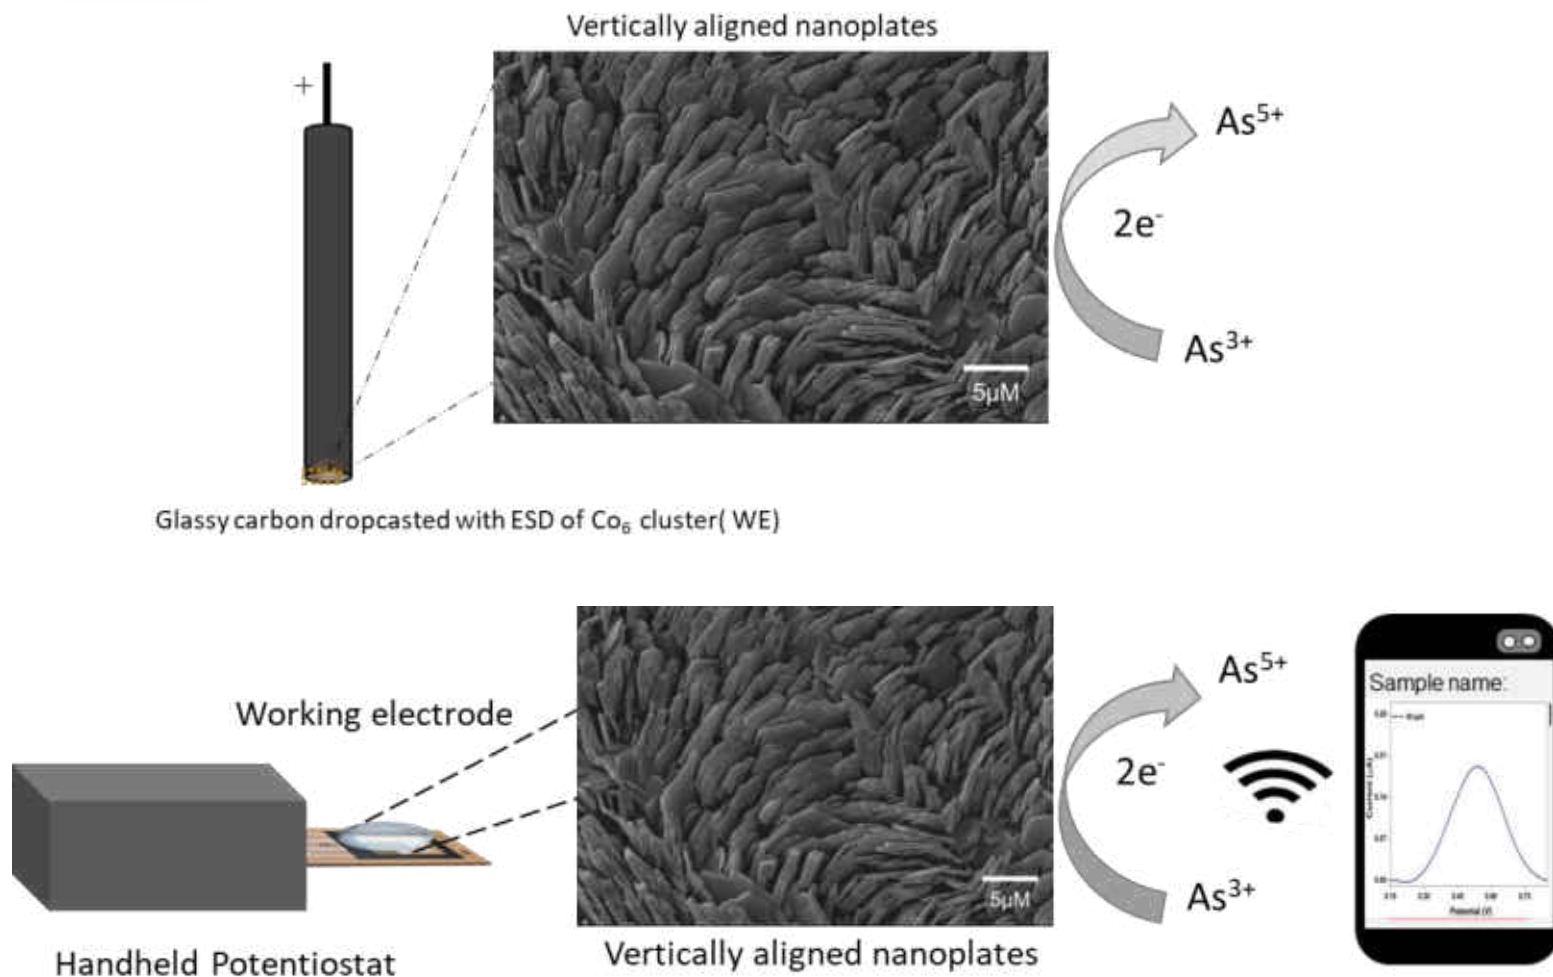 Vertically aligned nanoplates
+
As⁵⁺
2e⁻
As³⁺
5μM
Glassy carbon dropcasted with ESD of Co₆ cluster( WE)
Working electrode
As⁵⁺
2e⁻
As³⁺
5μM
Handheld Potentiostat
Vertically aligned nanoplates
Sample name:
Potential (V)